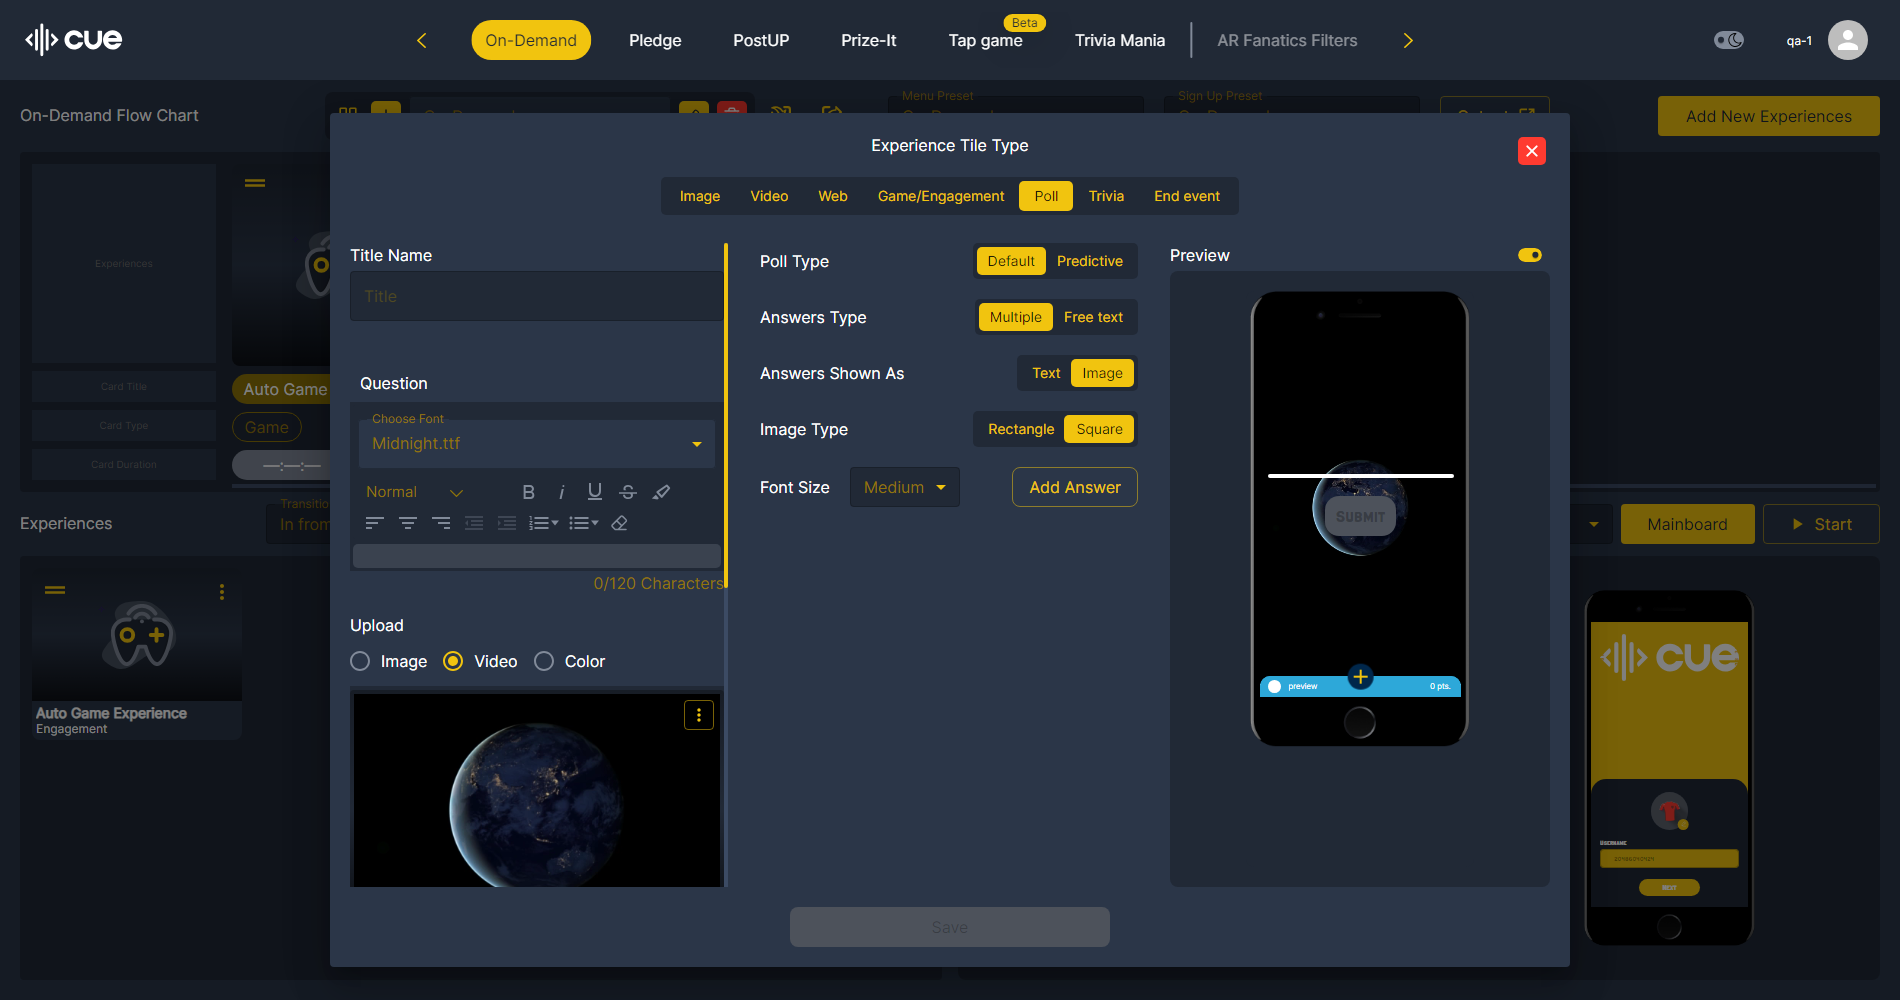 cue
On-Demand
Pledge
PostUP
Prize-It
Tap game
Beta
Trivia Mania
AR Fanatics Filters
qa-1
On-Demand Flow Chart
Menu Preset
Sign Up Preset
Add New Experiences
Experience Tile Type
Image
Video
Web
Game/Engagement
Poll
Trivia
End event
Experiences
Card Title
Card Type
Card Duration
Auto Game
Game
—:—:—
Title Name
Title
Question
Choose Font
Midnight.ttf
Normal
0/120 Characters
Upload
Image
Video
Color
Poll Type
Default
Predictive
Answers Type
Multiple
Free text
Answers Shown As
Text
Image
Image Type
Rectangle
Square
Font Size
Medium
Add Answer
Preview
SUBMIT
preview
0 pts.
Save
Transition
In from
Experiences
Mainboard
Start
Auto Game Experience
Engagement
cue
Username
NEXT